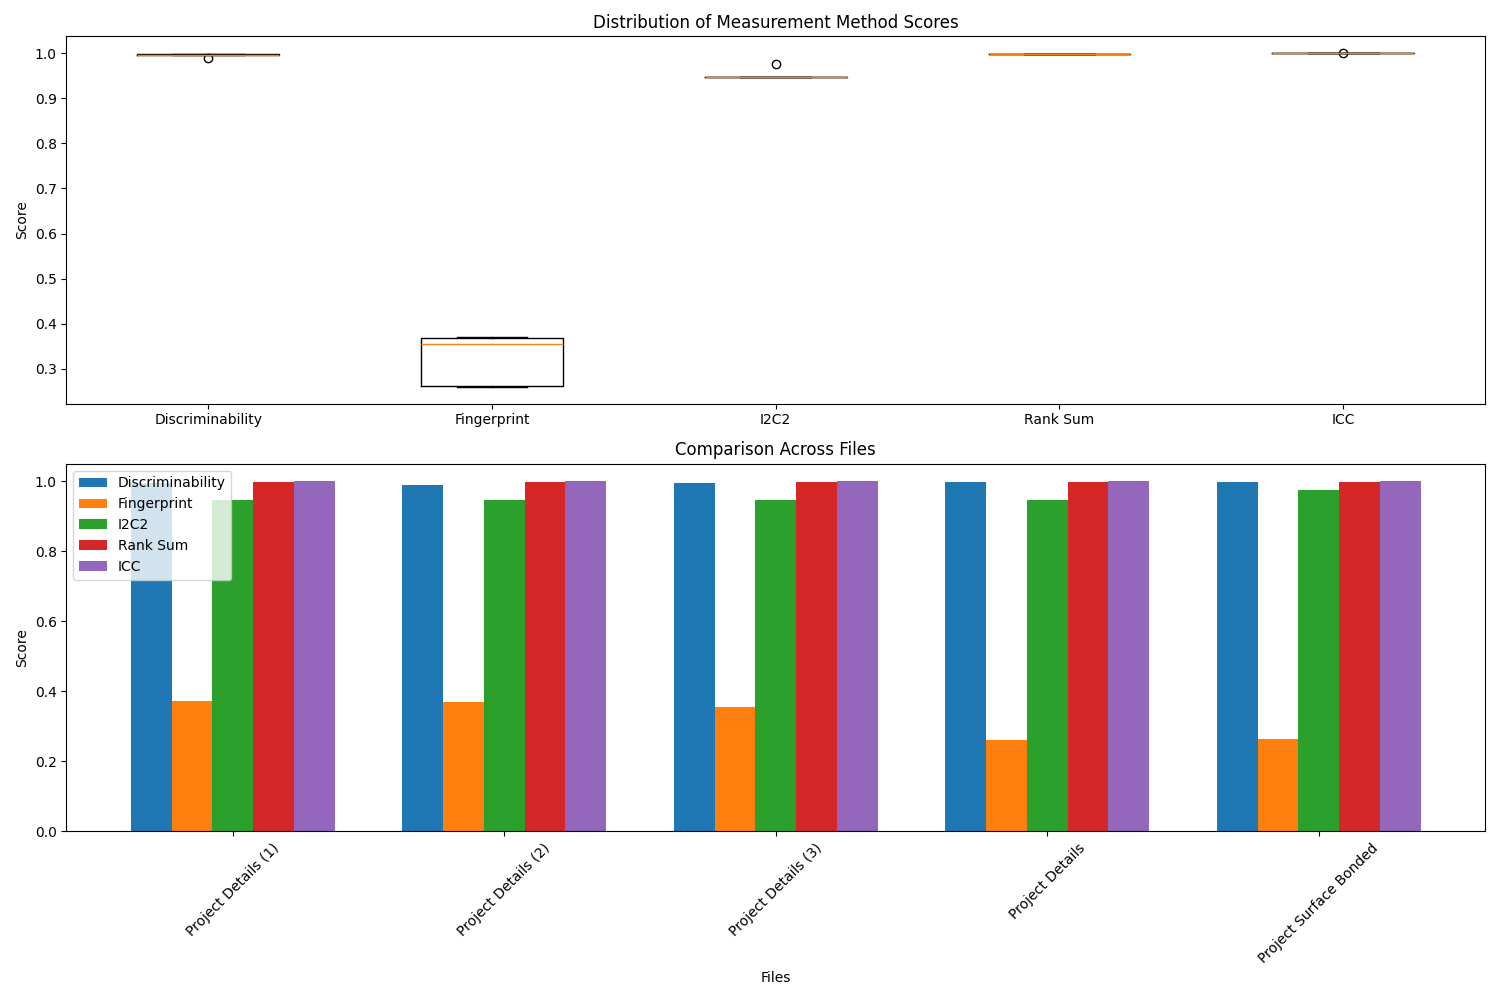 Distribution of Measurement Method Scores
Score
1.0
0.9
0.8
0.7
0.6
0.5
0.4
0.3
Discriminability Fingerprint I2C2 Rank Sum ICC
Comparison Across Files
Score
1.0
0.8
0.6
0.4
0.2
0.0
Discriminability
Fingerprint
I2C2
Rank Sum
ICC
Project Details (1)
Project Details (2)
Project Details (3)
Project Details
Project Surface Bonded
Files